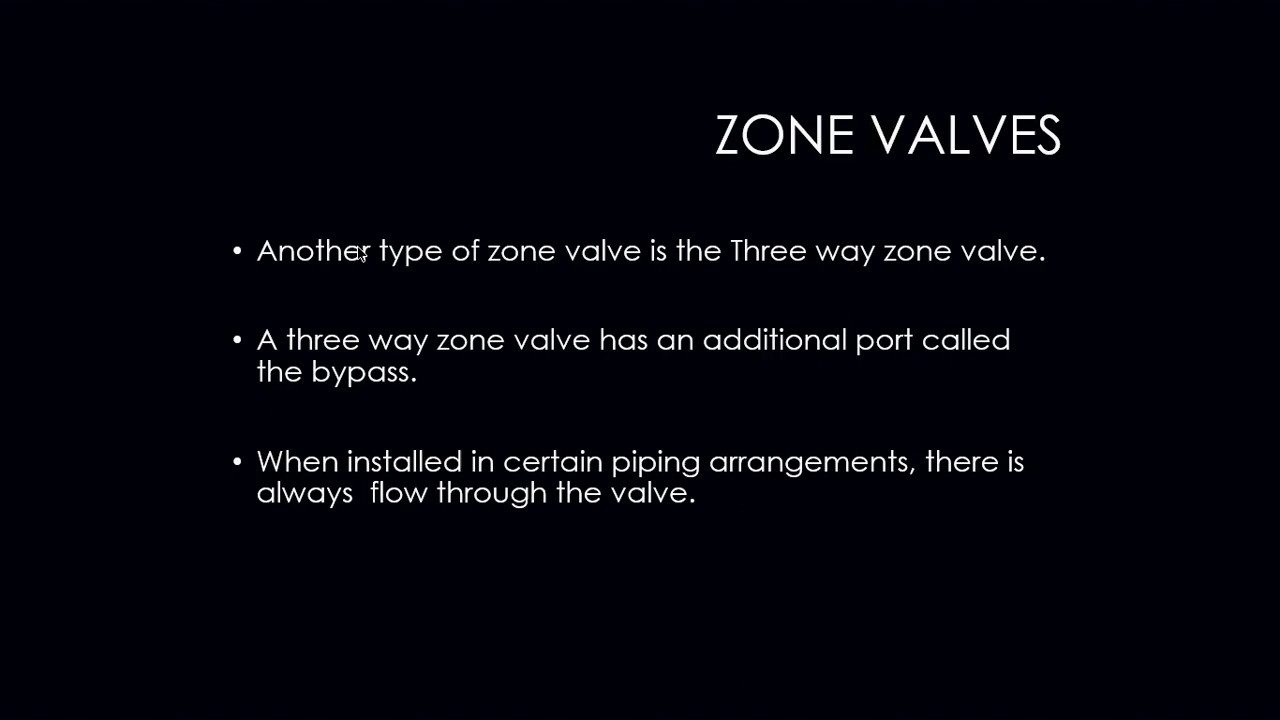 ZONE VALVES
• Another type of zone valve is the Three way zone valve.
• A three way zone valve has an additional port called
the bypass.
• When installed in certain piping arrangements, there is
always  flow through the valve.